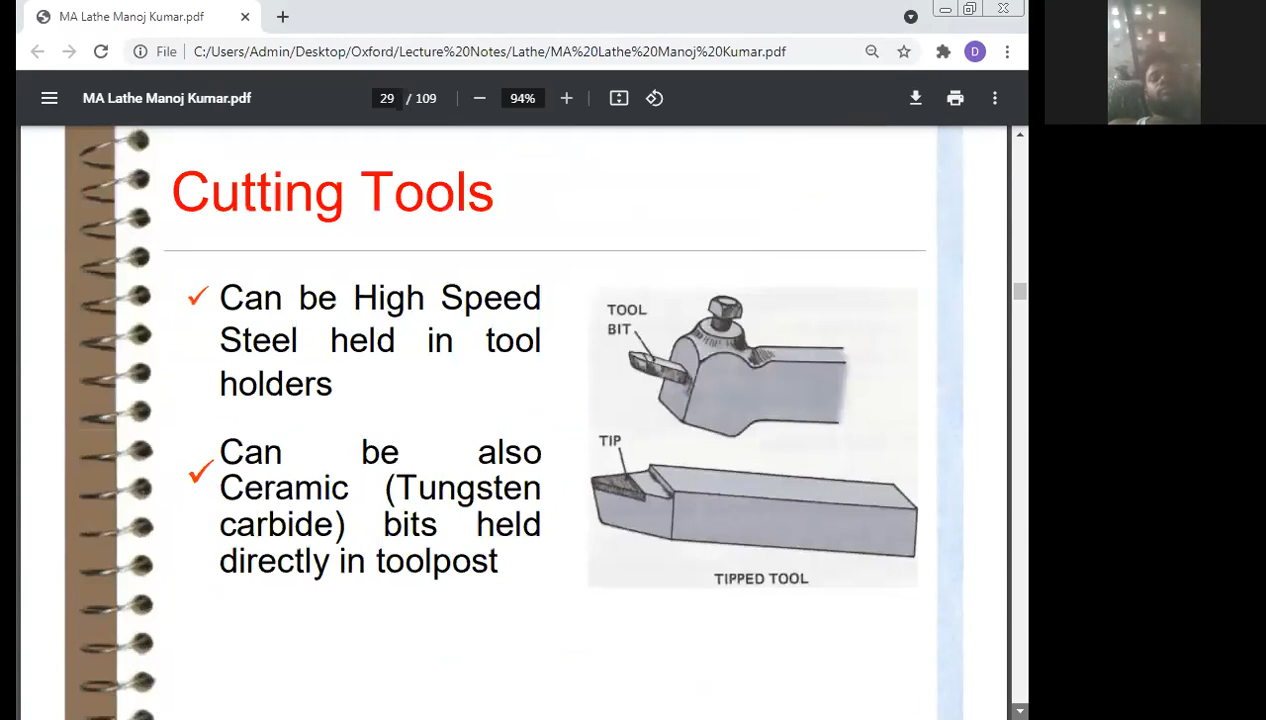 MA Lathe Manoj Kumar.pdf
File
C:/Users/Admin/Desktop/Oxford/Lecture%20Notes/Lathe/MA%20Lathe%20Manoj%20Kumar.pdf
D
MA Lathe Manoj Kumar.pdf
29 / 109
94%
Cutting Tools
Can be High Speed
Steel held in tool
holders
Can be also
Ceramic (Tungsten
carbide) bits held
directly in toolpost
TOOL
BIT
TIP
TIPPED TOOL